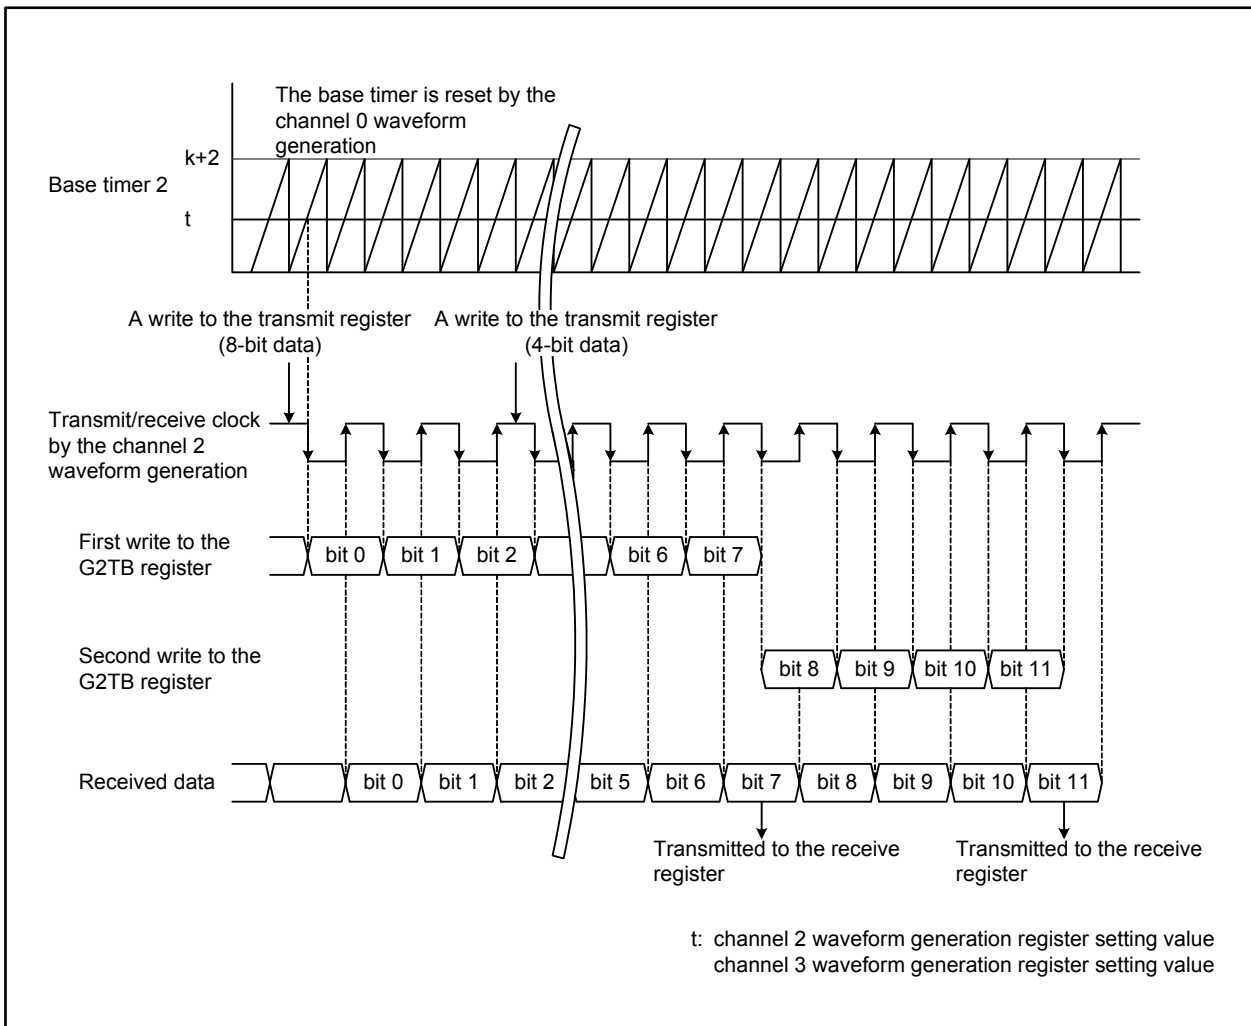 The base timer is reset by the
channel 0 waveform
generation
k+2
Base timer 2
t
A write to the transmit register
(8-bit data)
A write to the transmit register
(4-bit data)
Transmit/receive clock
by the channel 2
waveform generation
First write to the
G2TB register
bit 0 bit 1 bit 2 bit 6 bit 7
Second write to the
G2TB register
bit 8 bit 9 bit 10 bit 11
Received data
bit 0 bit 1 bit 2 bit 5 bit 6 bit 7 bit 8 bit 9 bit 10 bit 11
Transmitted to the receive
register
Transmitted to the receive
register
t: channel 2 waveform generation register setting value
channel 3 waveform generation register setting value